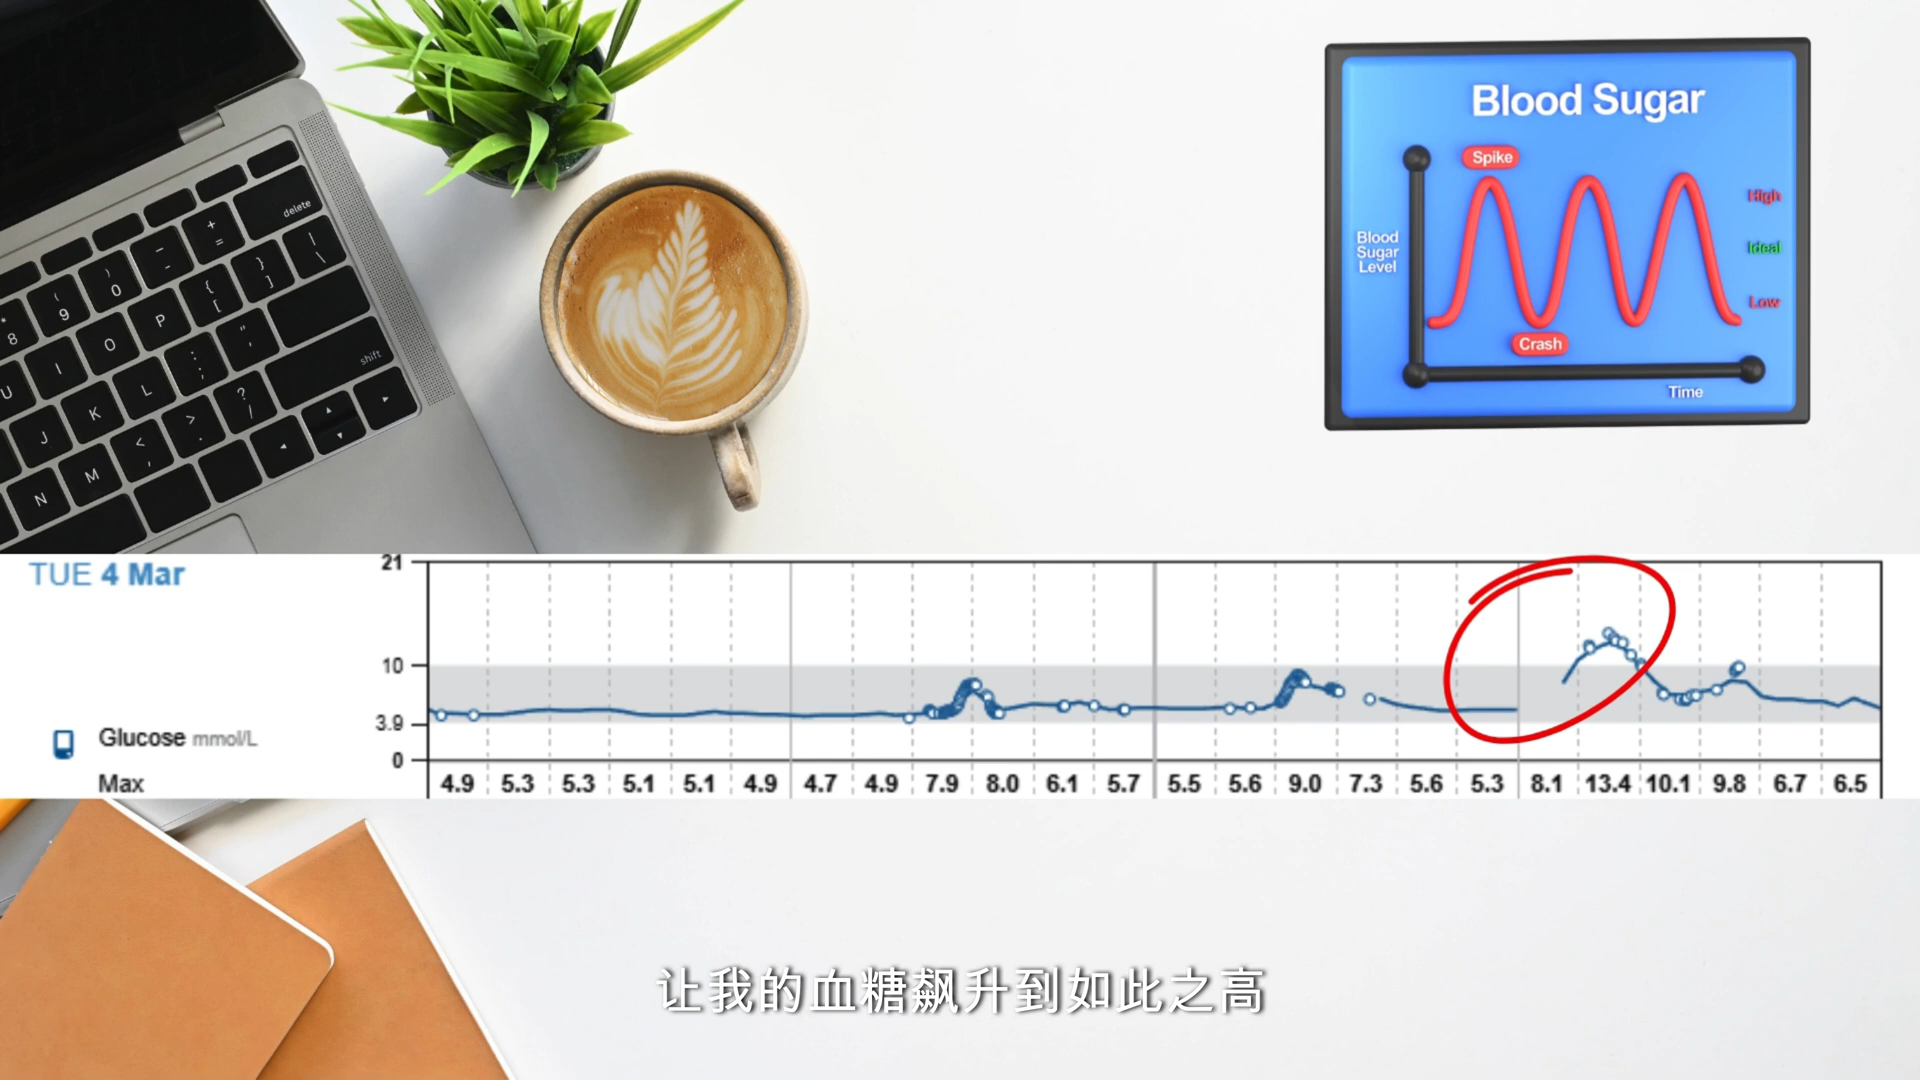 delete
shift
Blood Sugar
Spike
High
Blood
Sugar
Level
Ideal
Low
Crash
Time
TUE 4 Mar
21
10
3.9
0
Glucose mmol/L
Max
4.9 5.3 5.3 5.1 5.1 4.9 4.7 4.9 7.9 8.0 6.1 5.7 5.5 5.6 9.0 7.3 5.6 5.3 8.1 13.4 10.1 9.8 6.7 6.5
让我的血糖飙升到如此之高